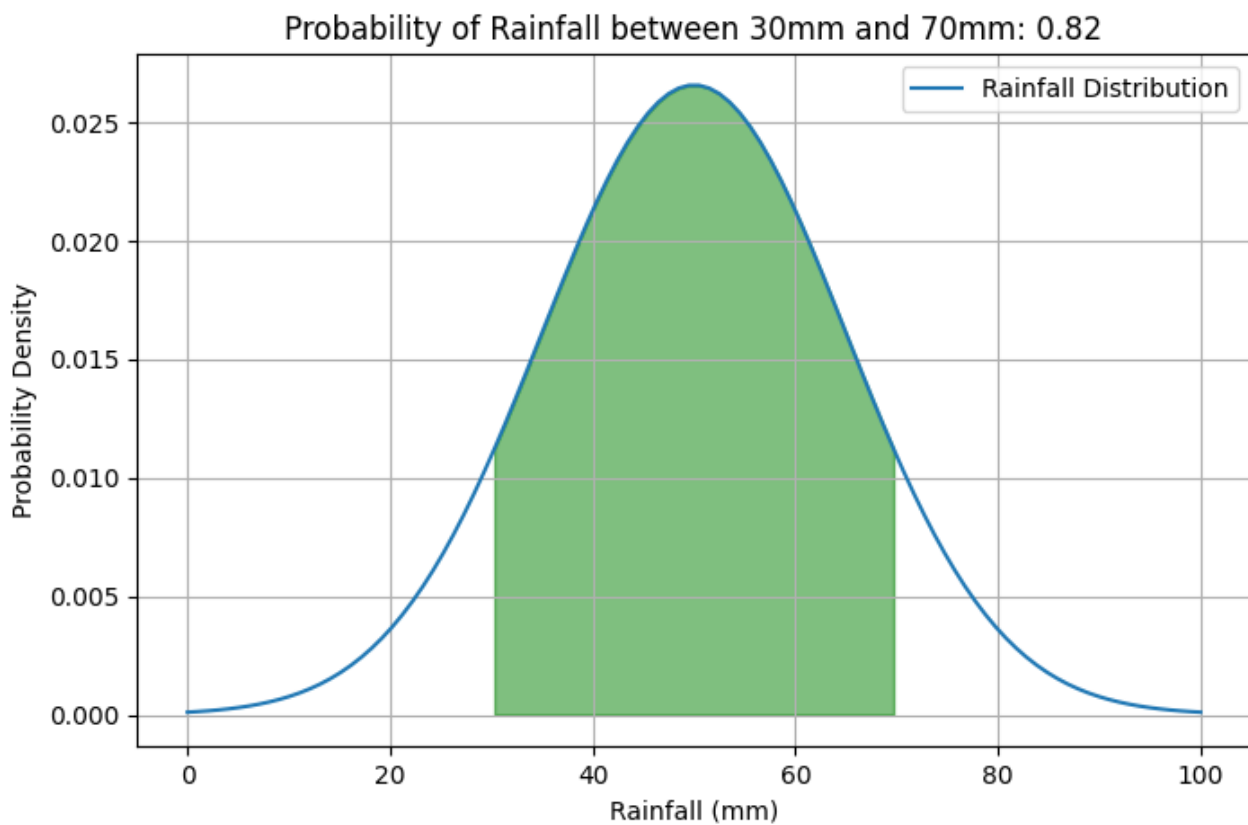 Probability of Rainfall between 30mm and 70mm: 0.82
Rainfall Distribution
0.025
0.020
0.015
0.010
0.005
0.000
Probability Density
0 20 40 60 80 100
Rainfall (mm)